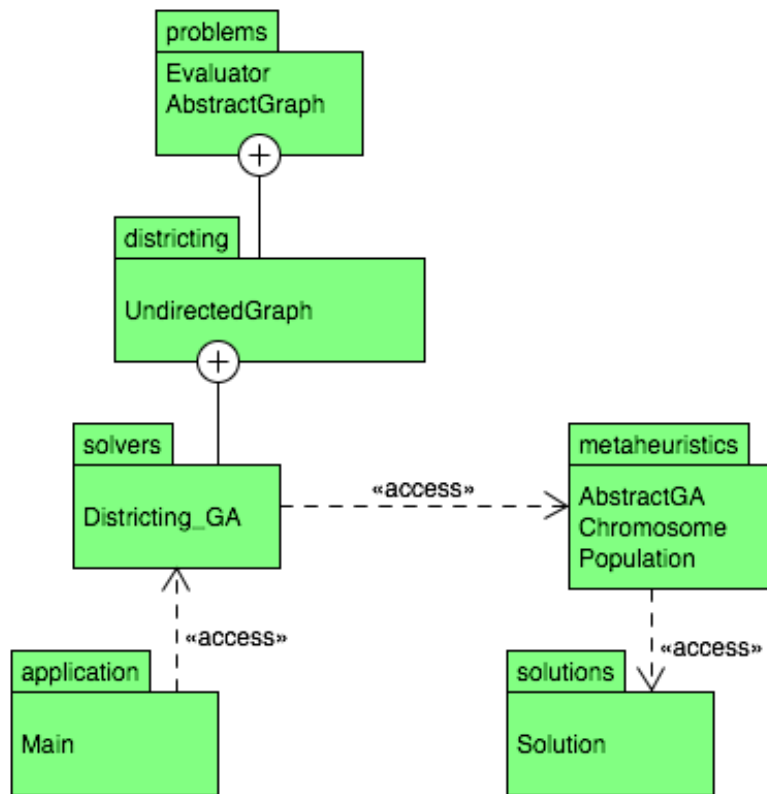 problems
Evaluator
AbstractGraph
districting
UndirectedGraph
solvers
Districting_GA
«access»
metaheuristics
AbstractGA
Chromosome
Population
«access»
«access»
application
Main
solutions
Solution